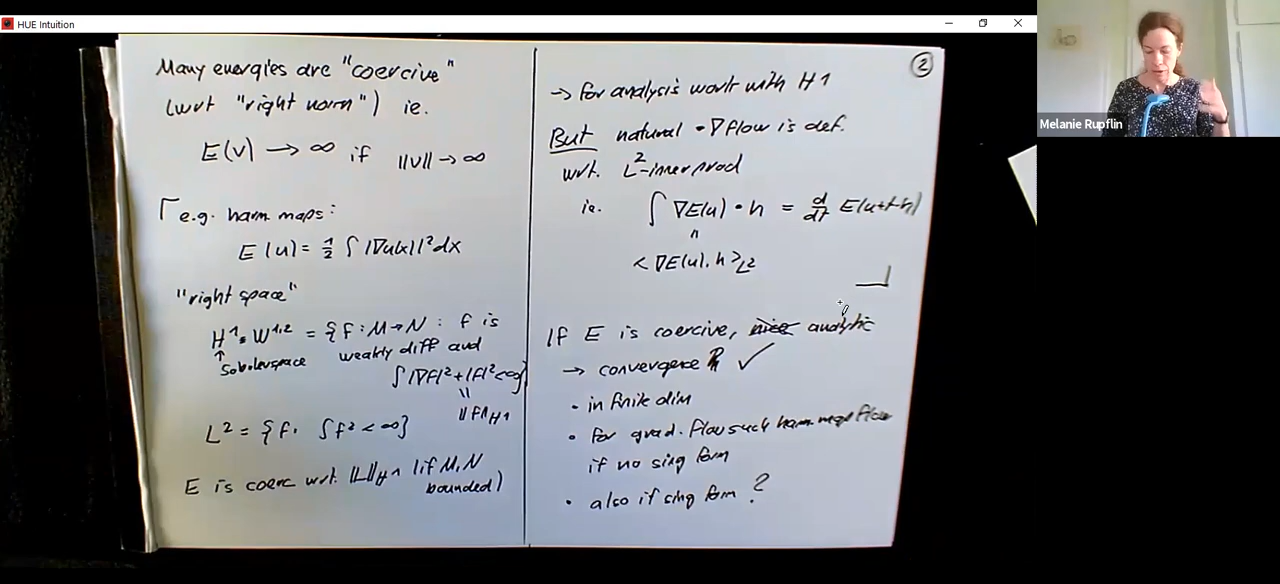 HUE Intuition
Many energies are "coercive"
(wrt "right norm") ie.
E(v) → ∞ if ||v|| → ∞
e.g. harm maps:
E(u) = 1/2 ∫ |∇u(x)|² dx
"right space"
H¹ = W^{1,2} = {f: M → N : f is
weakly diff and
↑
Sobolev space
∫ |∇f|² + |f|² < ∞}
||
||f||_{H¹}
L² = {f. ∫f² < ∞}
E is coerc wrt. || ||_{H¹} (if M, N
bounded)
②
→ for analysis work with H1
But natural ∇flow is def.
wrt. L²-inner prod
ie. ∫ ∇E(u) · h = d/dt E(u+t·h)
||
<∇E(u), h>_{L²}
If E is coercive, analytic
→ convergence ✓
• in finite dim
• for grad. flow such harm map flow
if no sing form
• also if sing form ?
Melanie Rupflin